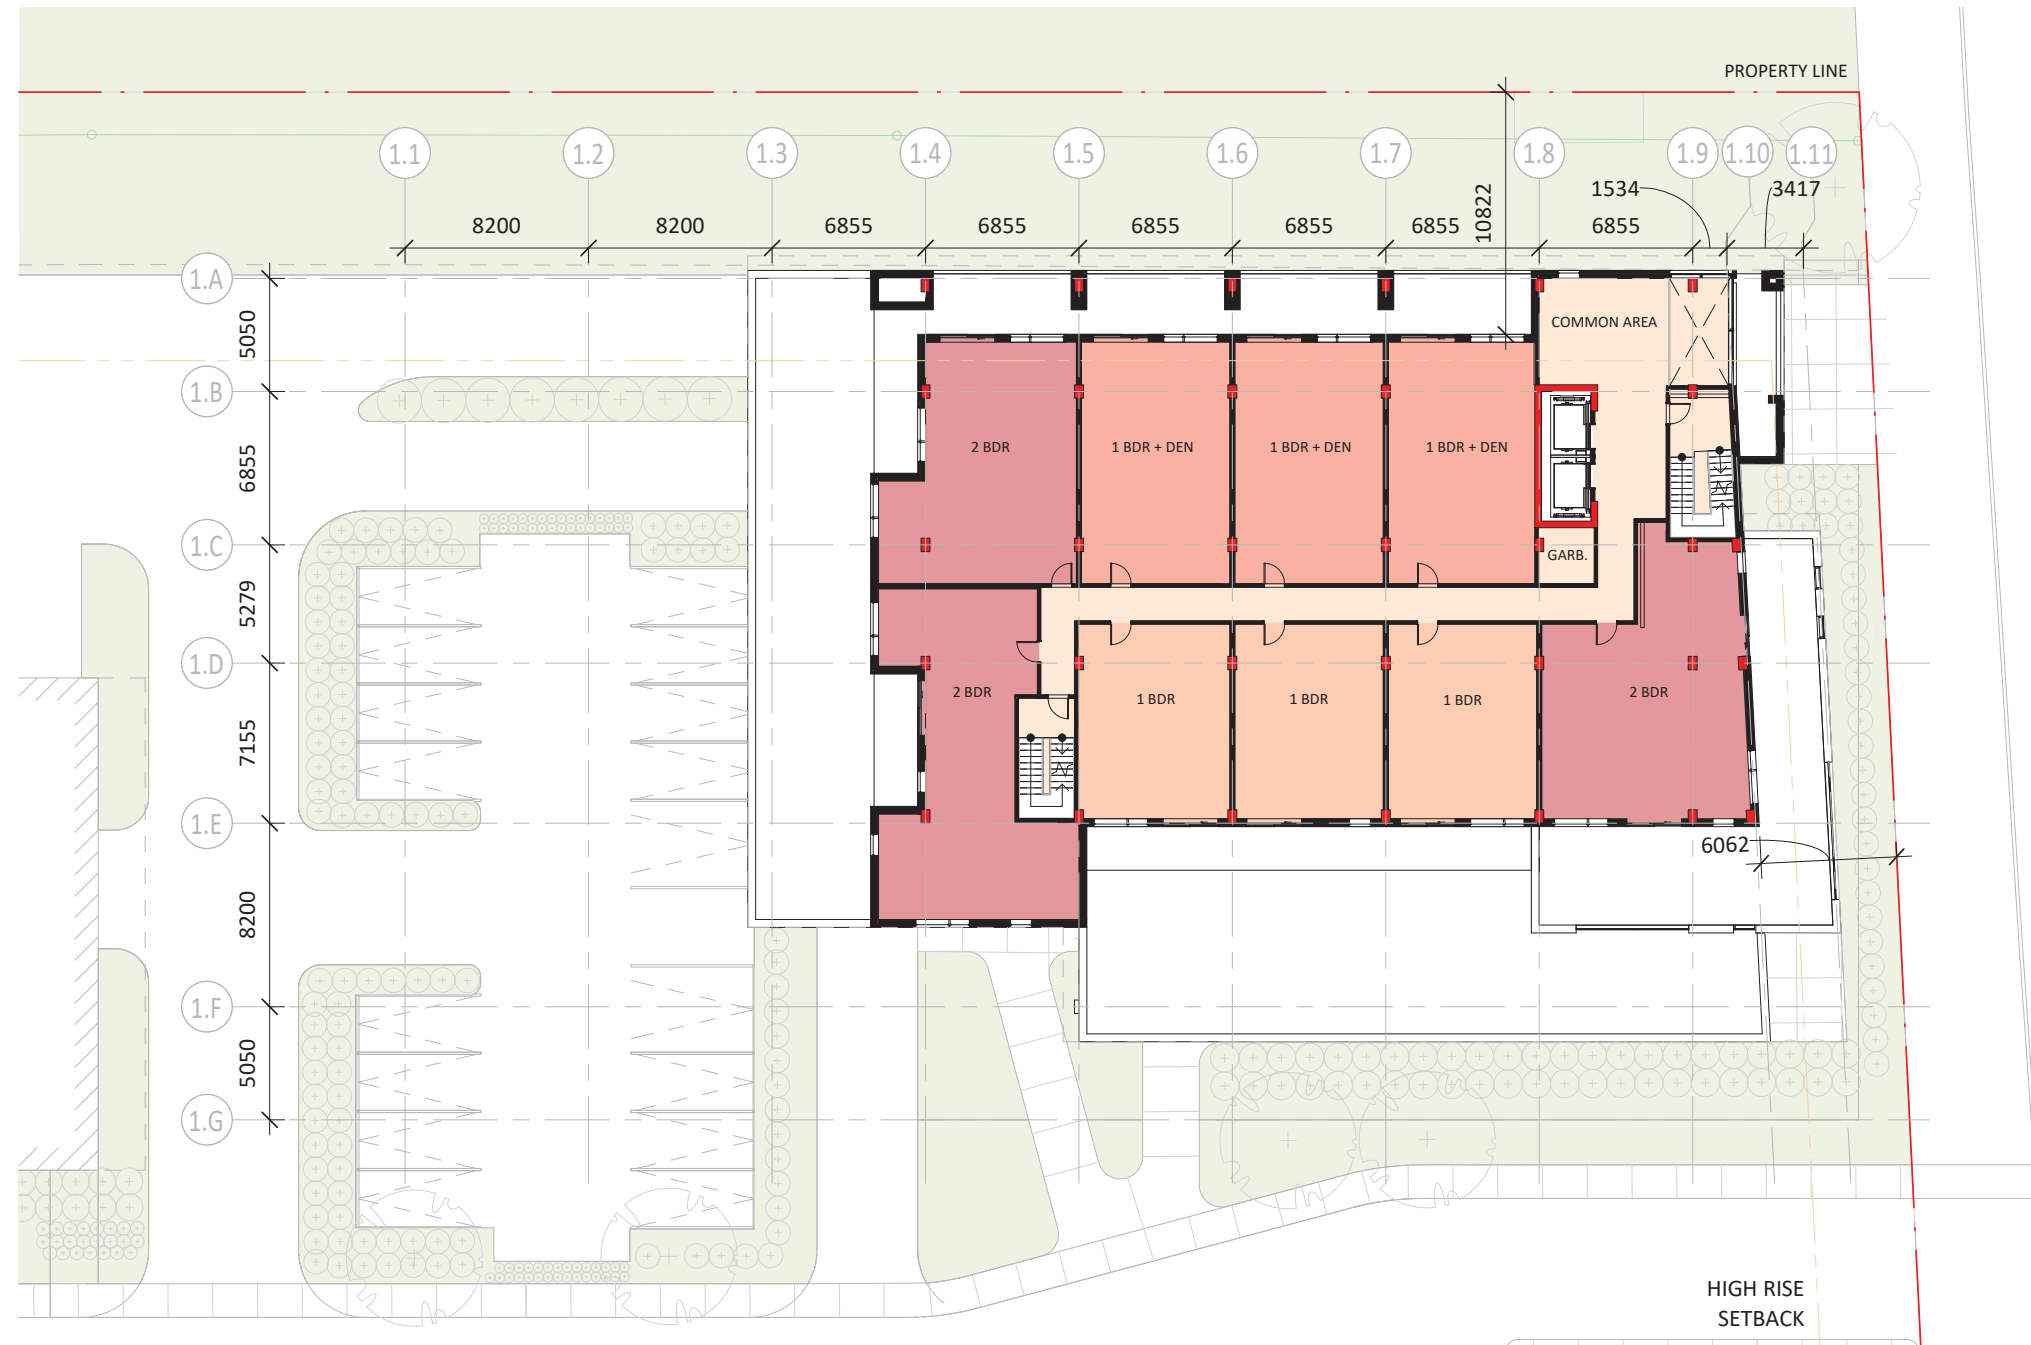 PROPERTY LINE
1.1 1.2 1.3 1.4 1.5 1.6 1.7 1.8 1.9 1.10 1.11
1534 3417
10822
8200 8200 6855 6855 6855 6855 6855 6855
1.A
5050
COMMON AREA
1.B
6855
2 BDR 1 BDR + DEN 1 BDR + DEN 1 BDR + DEN
1.C
GARB.
5279
1.D
2 BDR 1 BDR 1 BDR 1 BDR 2 BDR
7155
1.E
6062
8200
1.F
5050
1.G
HIGH RISE
SETBACK